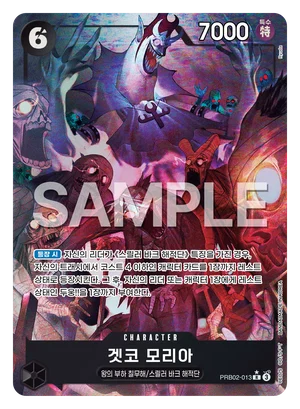 6
7000
특수
특
SAMPLE
등장 시 자신의 리더가 《스릴러 바크 해적단》 특징을 가진 경우,
자신의 트래시에서 코스트 4 이하인 캐릭터 카드를 1장까지 레스트
상태로 등장시킨다. 그 후, 자신의 리더 또는 캐릭터 1장에게 레스트
상태인 두웅!!을 1장까지 부여한다.
CHARACTER
겟코 모리아
왕의 부하 칠무해/스릴러 바크 해적단
PRB02-013
3